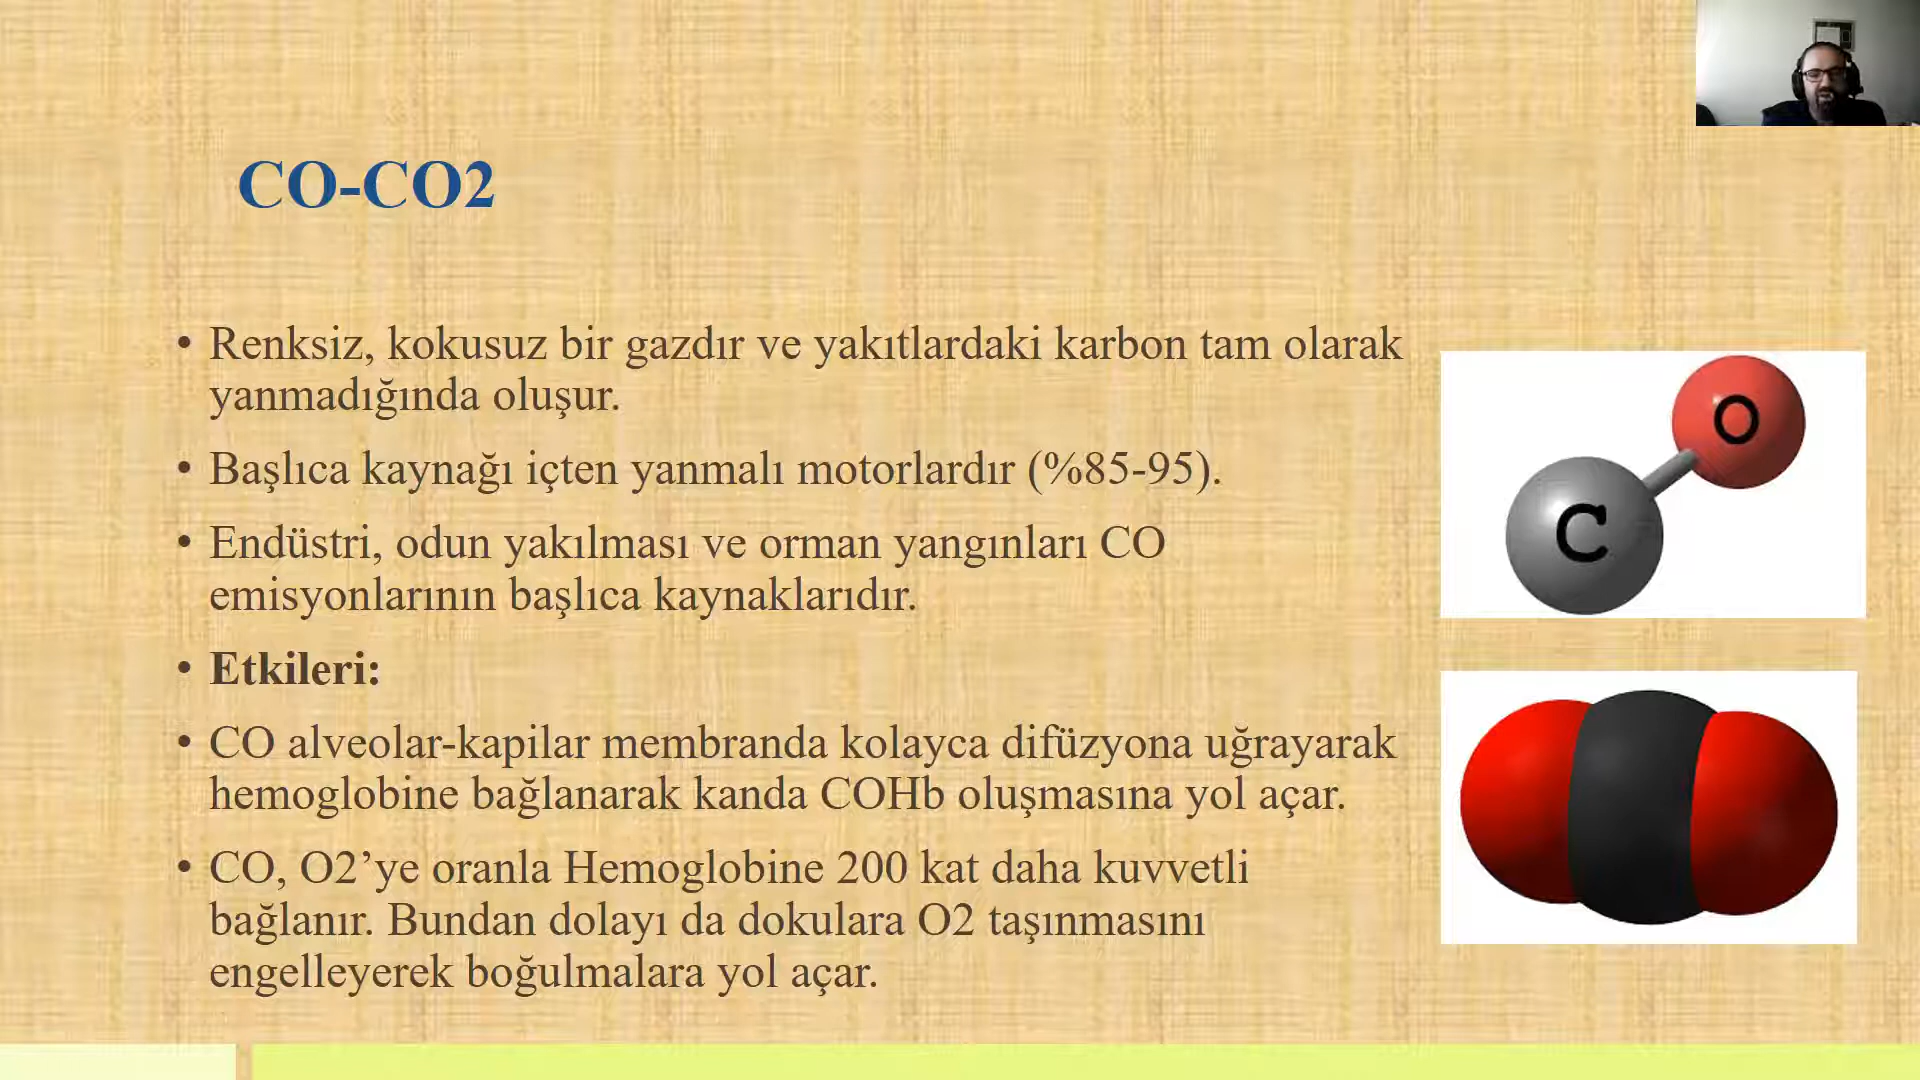 CO-CO2
• Renksiz, kokusuz bir gazdır ve yakıtlardaki karbon tam olarak
yanmadığında oluşur.
• Başlıca kaynağı içten yanmalı motorlardır (%85-95).
• Endüstri, odun yakılması ve orman yangınları CO
emisyonlarının başlıca kaynaklarıdır.
• Etkileri:
• CO alveolar-kapilar membranda kolayca difüzyona uğrayarak
hemoglobine bağlanarak kanda COHb oluşmasına yol açar.
• CO, O2’ye oranla Hemoglobine 200 kat daha kuvvetli
bağlanır. Bundan dolayı da dokulara O2 taşınmasını
engelleyerek boğulmalara yol açar.
O
C